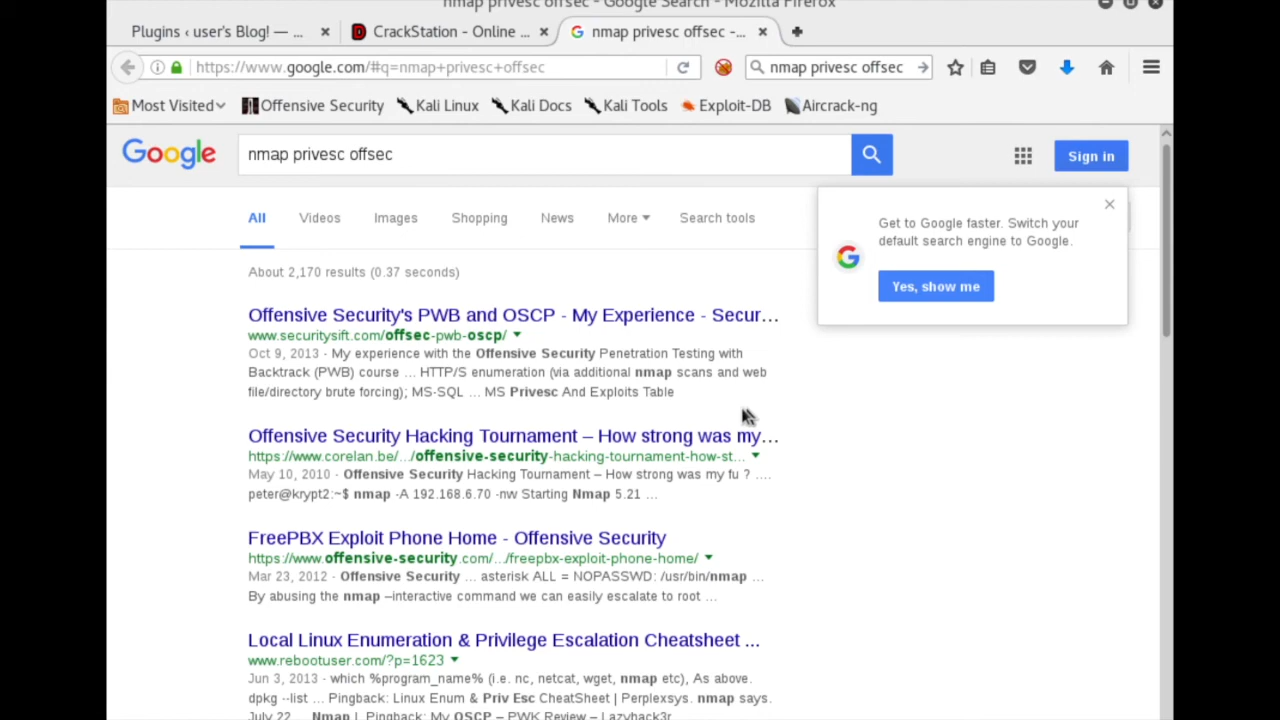 nmap privesc offsec - Google Search - Mozilla Firefox
Plugins ‹ user's Blog! — ...
CrackStation - Online ...
nmap privesc offsec -...
https://www.google.com/#q=nmap+privesc+offsec
nmap privesc offsec
Most Visited
Offensive Security
Kali Linux
Kali Docs
Kali Tools
Exploit-DB
Aircrack-ng
Google
nmap privesc offsec
Sign in
All
Videos
Images
Shopping
News
More
Search tools
Get to Google faster. Switch your
default search engine to Google.
Yes, show me
About 2,170 results (0.37 seconds)
Offensive Security's PWB and OSCP - My Experience - Secur...
www.securitysift.com/offsec-pwb-oscp/
Oct 9, 2013 - My experience with the Offensive Security Penetration Testing with
Backtrack (PWB) course ... HTTP/S enumeration (via additional nmap scans and web
file/directory brute forcing); MS-SQL ... MS Privesc And Exploits Table
Offensive Security Hacking Tournament – How strong was my...
https://www.corelan.be/.../offensive-security-hacking-tournament-how-st...
May 10, 2010 - Offensive Security Hacking Tournament – How strong was my fu ? ....
peter@krypt2:~$ nmap -A 192.168.6.70 -nw Starting Nmap 5.21 ...
FreePBX Exploit Phone Home - Offensive Security
https://www.offensive-security.com/.../freepbx-exploit-phone-home/
Mar 23, 2012 - Offensive Security ... asterisk ALL = NOPASSWD: /usr/bin/nmap ...
By abusing the nmap –interactive command we can easily escalate to root ...
Local Linux Enumeration & Privilege Escalation Cheatsheet ...
www.rebootuser.com/?p=1623
Jun 3, 2013 - which %program_name% (i.e. nc, netcat, wget, nmap etc), As above.
dpkg --list ... Pingback: Linux Enum & Priv Esc CheatSheet | Perplexsys. nmap says.
July 22 ... Nmap | Pingback: My OSCP – PWK Review – Lazyhack3r